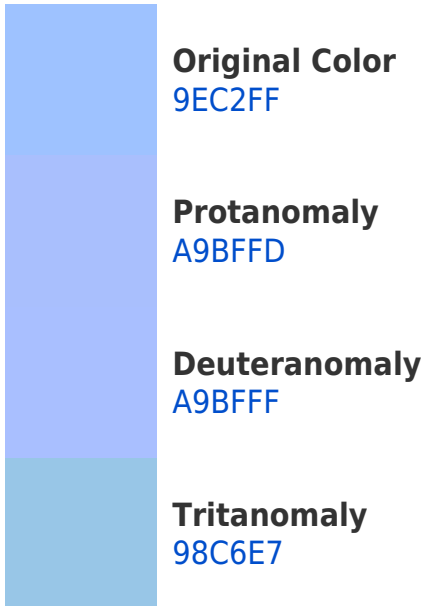 Original Color
9EC2FF
Protanomaly
A9BFFD
Deuteranomaly
A9BFFF
Tritanomaly
98C6E7